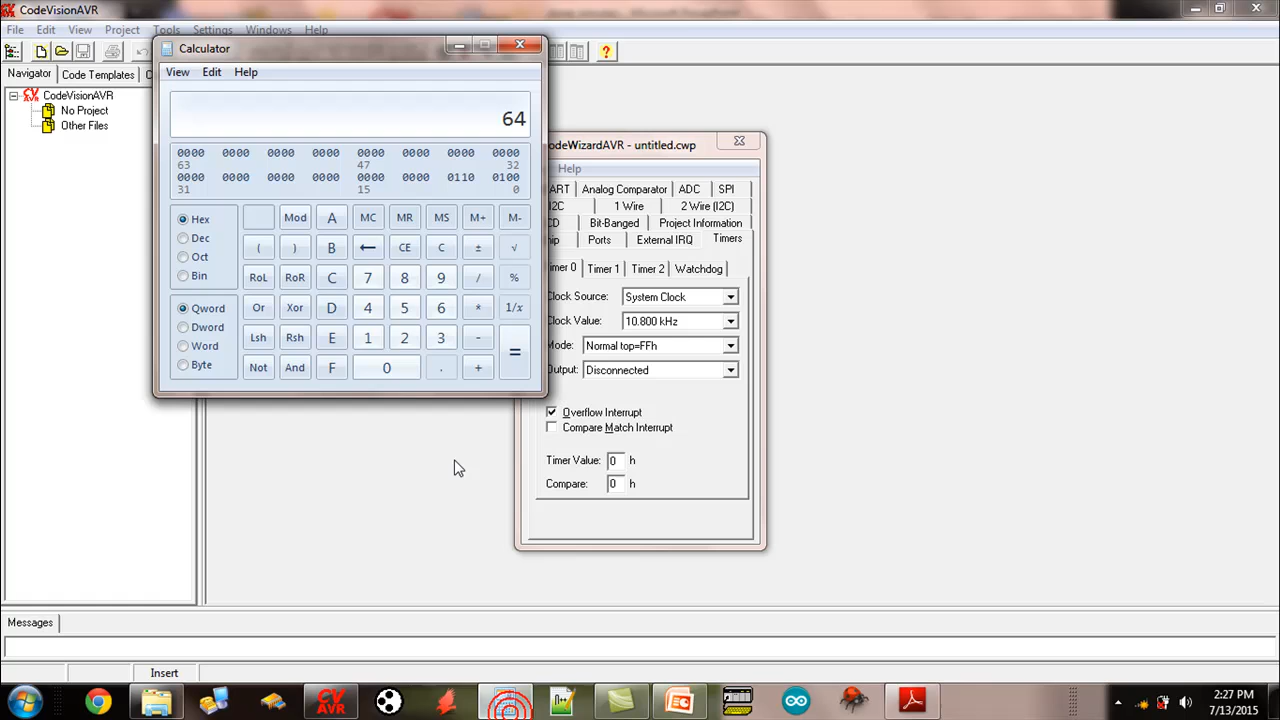 CodeVisionAVR
File Edit View Project Tools Settings Windows Help
Navigator Code Templates
CodeVisionAVR
No Project
Other Files
Calculator
View Edit Help
64
0000 0000 0000 0000 0000 0000 0000 0000
63 47 32
0000 0000 0000 0000 0000 0000 0110 0100
31 15 0
Hex Mod A MC MR MS M+ M-
Dec ( ) B ← CE C ± √
Oct
Bin RoL RoR C 7 8 9 / %
Qword Or Xor D 4 5 6 * 1/x
Dword
Word Lsh Rsh E 1 2 3 - =
Byte Not And F 0 . +
odeWizardAVR - untitled.cwp
Help
ART Analog Comparator ADC SPI
I2C 1 Wire 2 Wire (I2C)
CD Bit-Banged Project Information
hip Ports External IRQ Timers
imer 0 Timer 1 Timer 2 Watchdog
Clock Source: System Clock
Clock Value: 10.800 kHz
Mode: Normal top=FFh
Output: Disconnected
Overflow Interrupt
Compare Match Interrupt
Timer Value: 0 h
Compare: 0 h
Messages
Insert
2:27 PM
7/13/2015